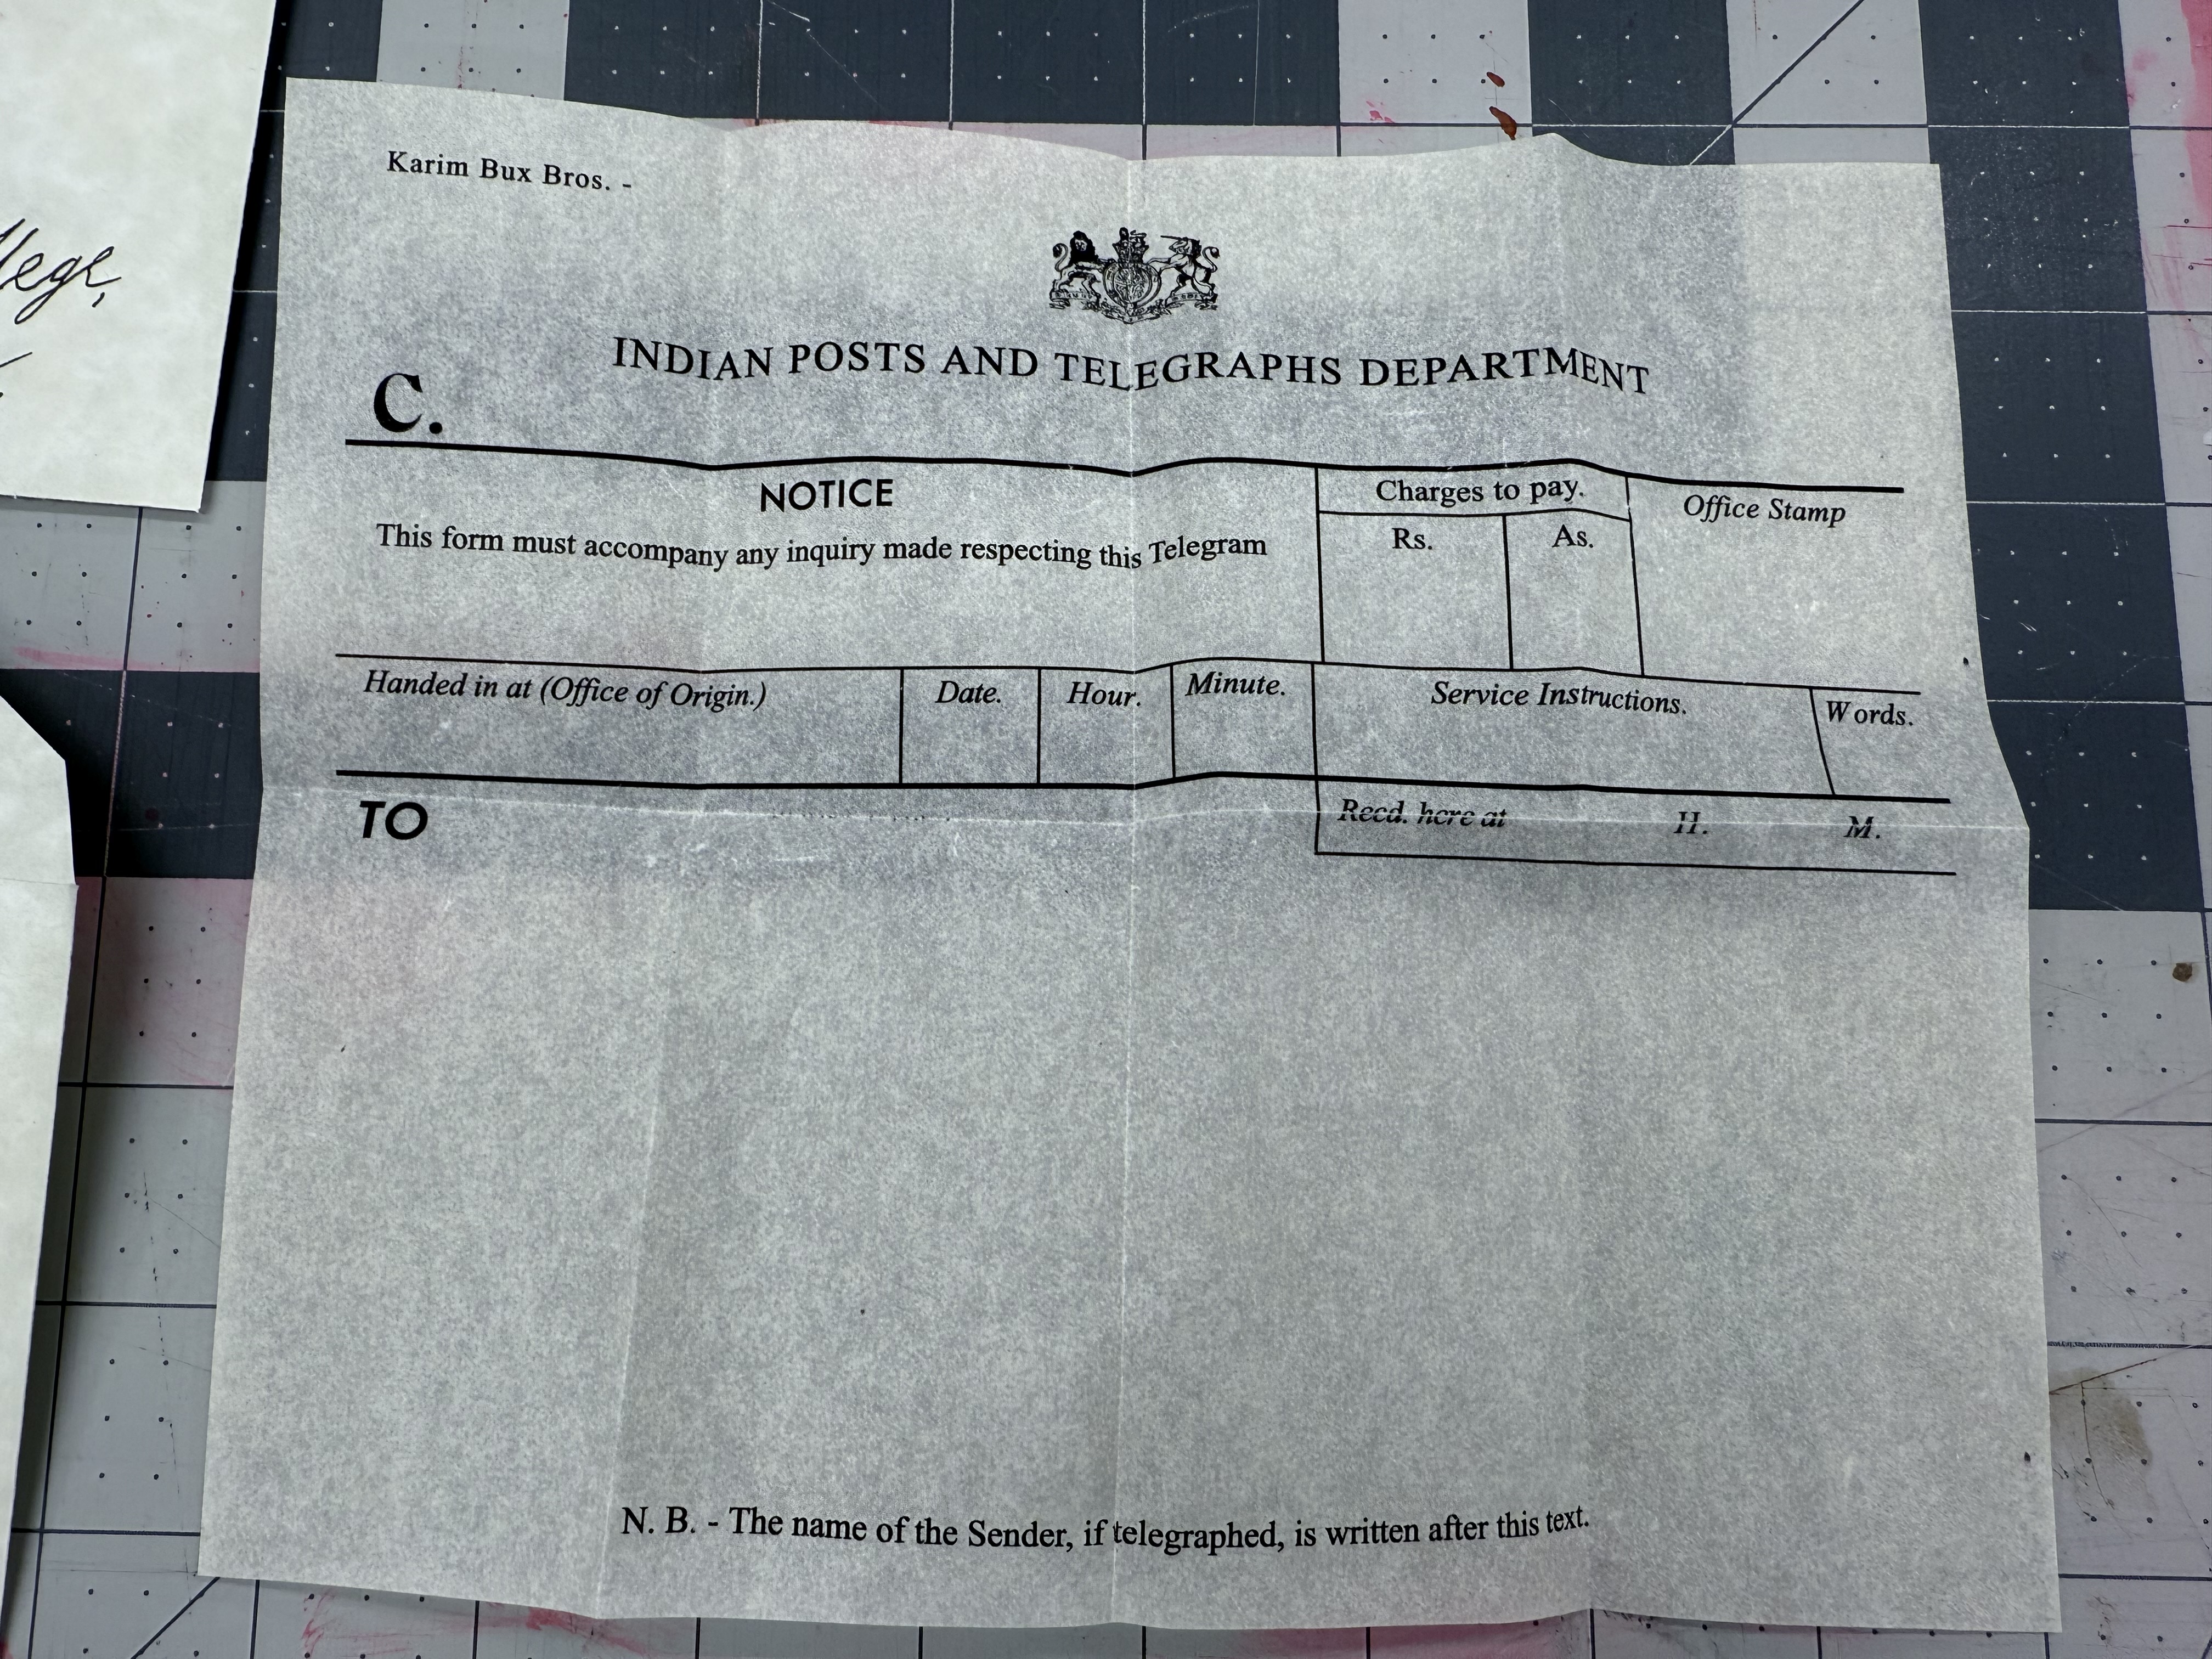 Karim Bux Bros. -
INDIAN POSTS AND TELEGRAPHS DEPARTMENT
C.
NOTICE
This form must accompany any inquiry made respecting this Telegram
Charges to pay.
Rs. As.
Office Stamp
Handed in at (Office of Origin.) Date. Hour. Minute. Service Instructions. Words.
TO
Recd. here at H. M.
N. B. - The name of the Sender, if telegraphed, is written after this text.